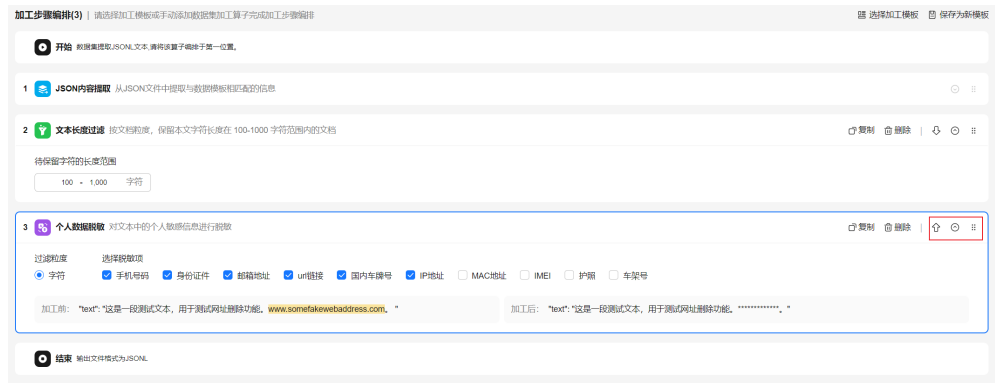 加工步骤编排(3) | 请选择加工模板或手动添加数据集加工算子完成加工步骤编排 选择加工模板 保存为新模板
开始 数据集提取JSONL文本,请将该算子编排于第一位置。
1 JSON内容提取 从JSON文件中提取与数据模板相匹配的信息
2 文本长度过滤 按文档粒度，保留本文字符长度在 100-1000 字符范围内的文档 复制 删除
待保留字符的长度范围
100 - 1,000 字符
3 个人数据脱敏 对文本中的个人敏感信息进行脱敏 复制 删除
过滤粒度 选择脱敏项
字符 手机号码 身份证件 邮箱地址 url链接 国内车牌号 IP地址 MAC地址 IMEI 护照 车架号
加工前: "text": "这是一段测试文本，用于测试网址删除功能。www.somefakewebaddress.com。 " 加工后: "text": "这是一段测试文本，用于测试网址删除功能。*************。"
结束 输出文件格式为JSONL